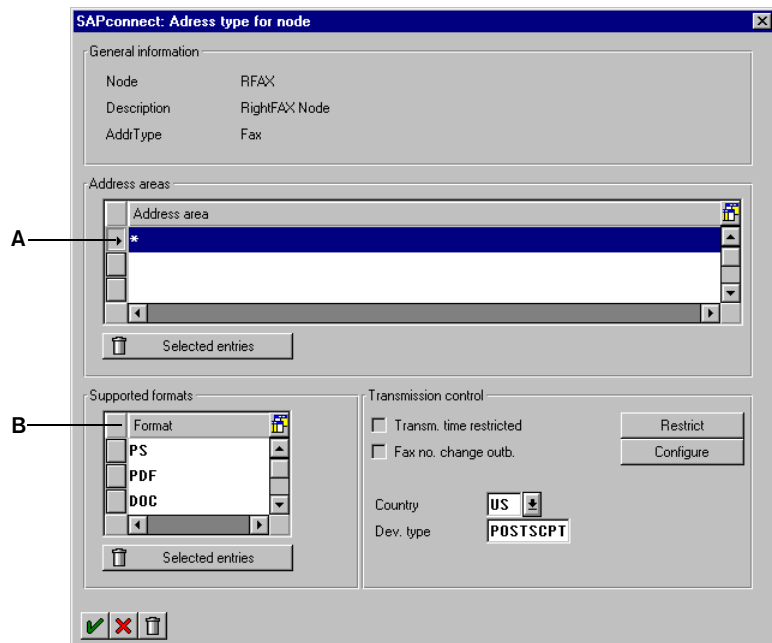 SAPconnect: Adress type for node
General information
Node RFAX
Description RightFAX Node
AddrType Fax
Address areas
Address area
A
*
Selected entries
Supported formats
B
Format
PS
PDF
DOC
Selected entries
Transmission control
Transm. time restricted
Restrict
Fax no. change outb.
Configure
Country US
Dev. type POSTSCPT